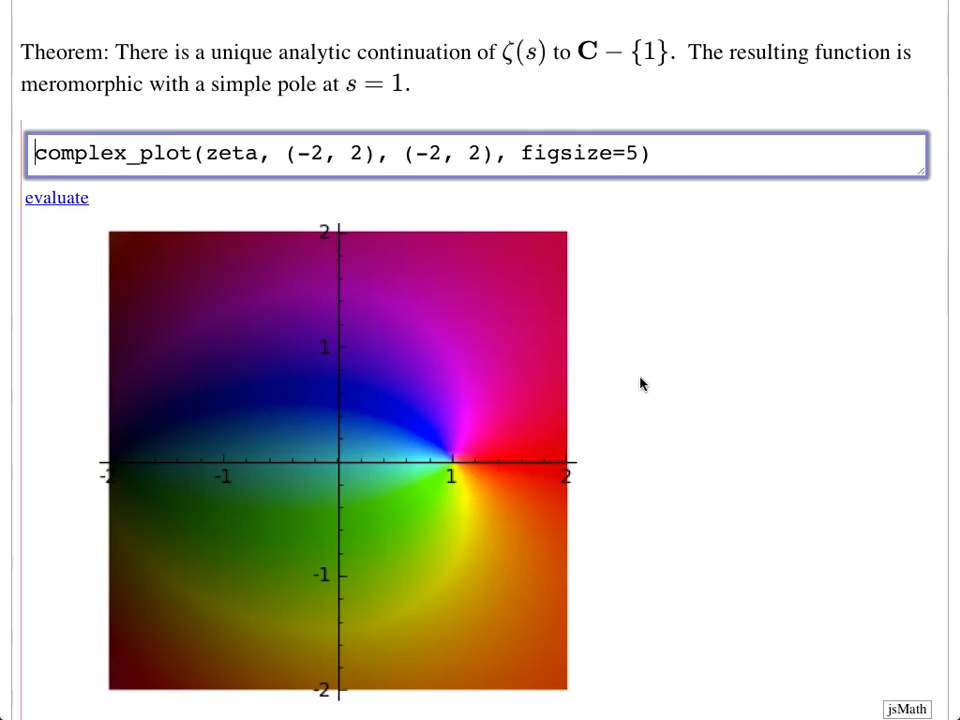 Theorem: There is a unique analytic continuation of ζ(s) to C − {1}. The resulting function is
meromorphic with a simple pole at s = 1.
complex_plot(zeta, (-2, 2), (-2, 2), figsize=5)
evaluate
2
1
-2 -1 1 2
-1
-2
jsMath